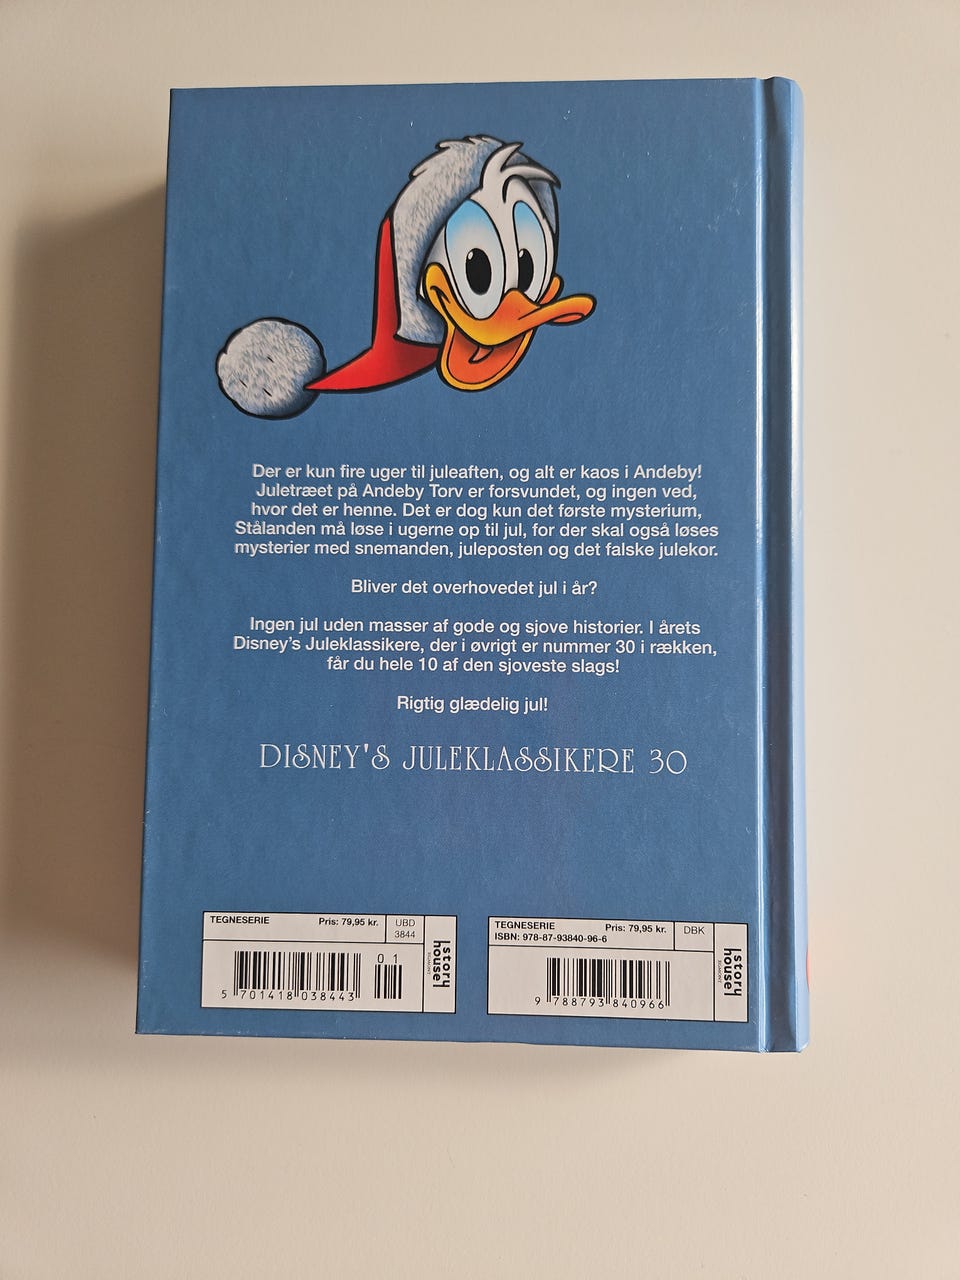 Der er kun fire uger til juleaften, og alt er kaos i Andeby!
Juletræet på Andeby Torv er forsvundet, og ingen ved,
hvor det er henne. Det er dog kun det første mysterium,
Stålanden må løse i ugerne op til jul, for der skal også løses
mysterier med snemanden, juleposten og det falske julekor.
Bliver det overhovedet jul i år?
Ingen jul uden masser af gode og sjove historier. I årets
Disney's Juleklassikere, der i øvrigt er nummer 30 i rækken,
får du hele 10 af den sjoveste slags!
Rigtig glædelig jul!
DISNEY'S JULEKLASSIKERE 30
TEGNESERIE Pris: 79,95 kr. UBD
3844
01
5 701418 038443
story
house
EGMONT
TEGNESERIE Pris: 79,95 kr. DBK
ISBN: 978-87-93840-96-6
9 788793 840966
story
house
EGMONT